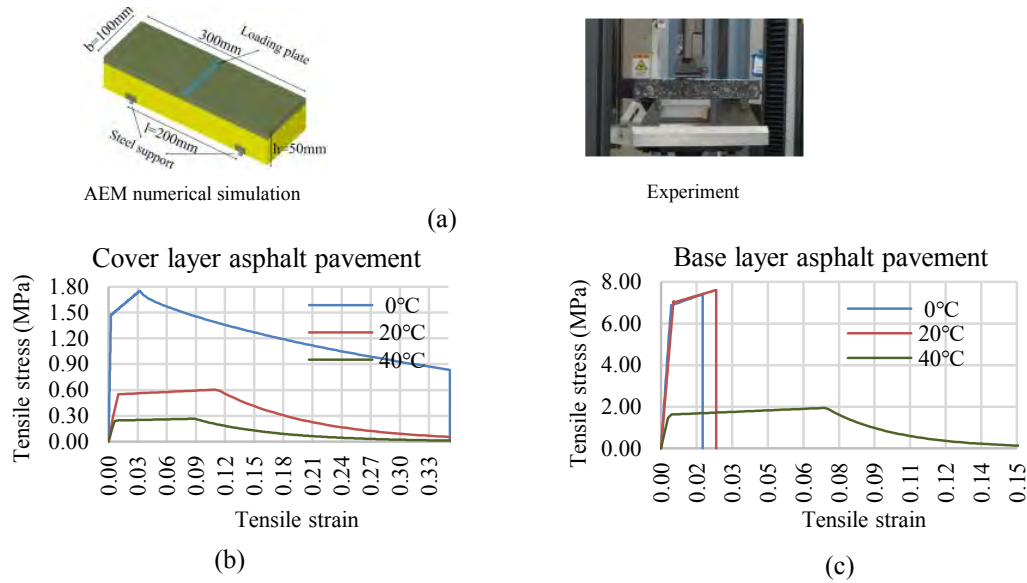 b=100mm
300mm
Loading plate
l=200mm
Steel support
h=50mm
AEM numerical simulation
Experiment
(a)
Cover layer asphalt pavement
Tensile stress (MPa)
1.80
1.50
1.20
0.90
0.60
0.30
0.00
0°C
20°C
40°C
0.00 0.03 0.06 0.09 0.12 0.15 0.18 0.21 0.24 0.27 0.30 0.33
Tensile strain
(b)
Base layer asphalt pavement
Tensile stress (MPa)
8.00
6.00
4.00
2.00
0.00
0°C
20°C
40°C
0.00 0.02 0.03 0.05 0.06 0.08 0.09 0.11 0.12 0.14 0.15
Tensile strain
(c)